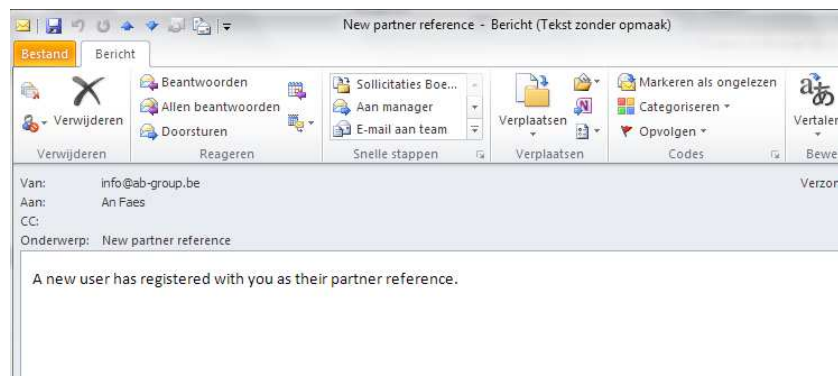 New partner reference - Bericht (Tekst zonder opmaak)
Bestand Bericht
Verwijderen
Beantwoorden
Allen beantwoorden
Doorsturen
Sollicitaties Boe...
Aan manager
E-mail aan team
Verplaatsen
Markeren als ongelezen
Categoriseren
Opvolgen
Verwijderen Reageren Snelle stappen Verplaatsen Codes
Van: info@ab-group.be
Aan: An Faes
CC:
Onderwerp: New partner reference
A new user has registered with you as their partner reference.